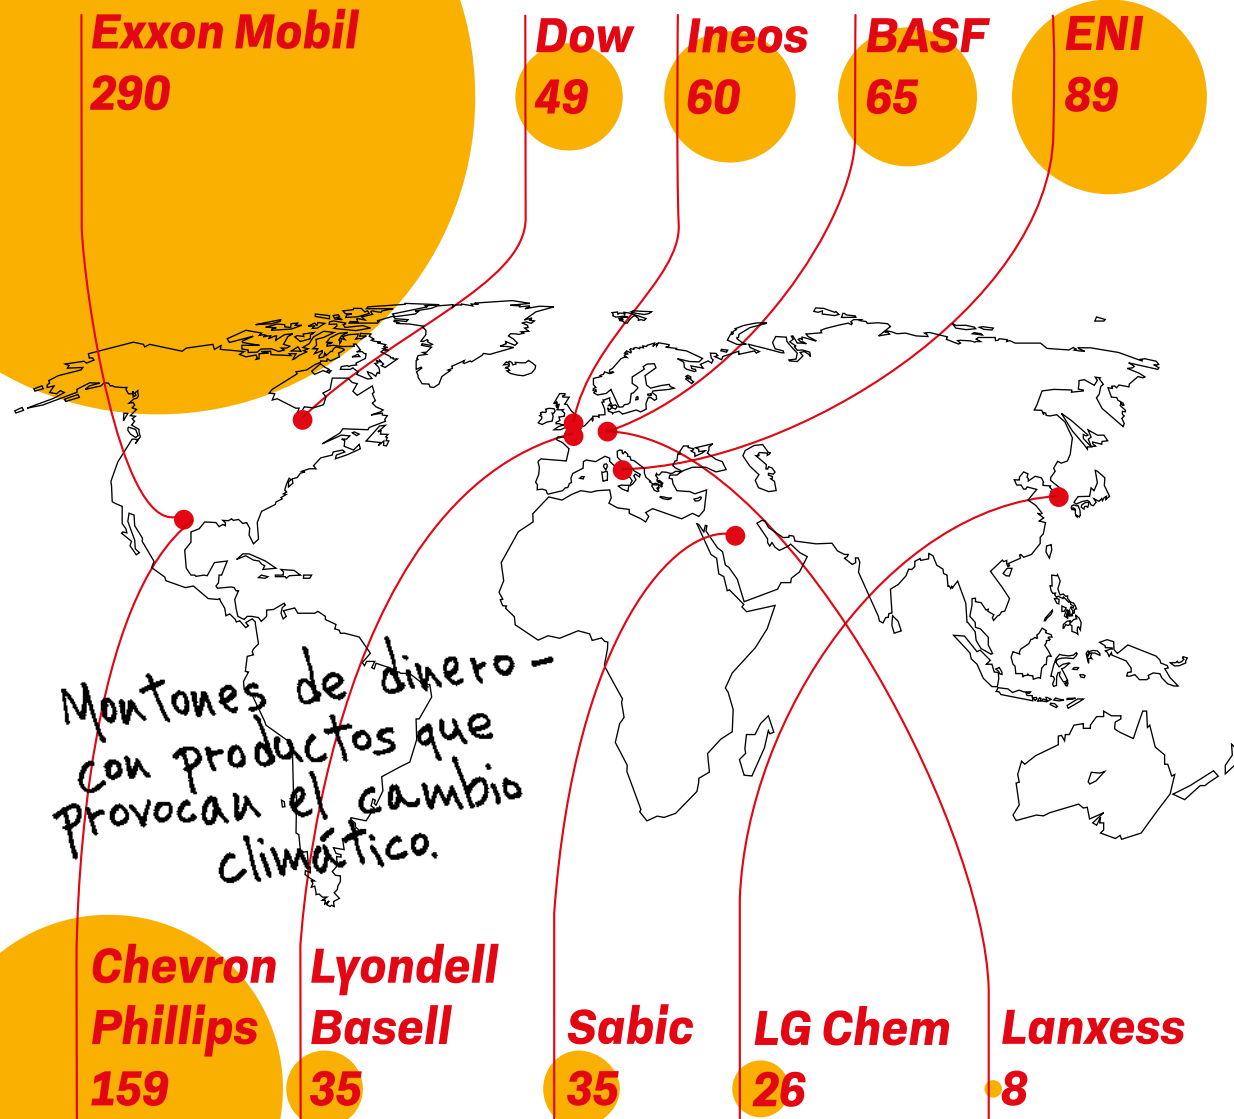 Exxon Mobil
290
Dow
49
Ineos
60
BASF
65
ENI
89
Montones de dinero –
con productos que
provocan el cambio
climático.
Chevron
Phillips
159
Lyondell
Basell
35
Sabic
35
LG Chem
26
Lanxess
8